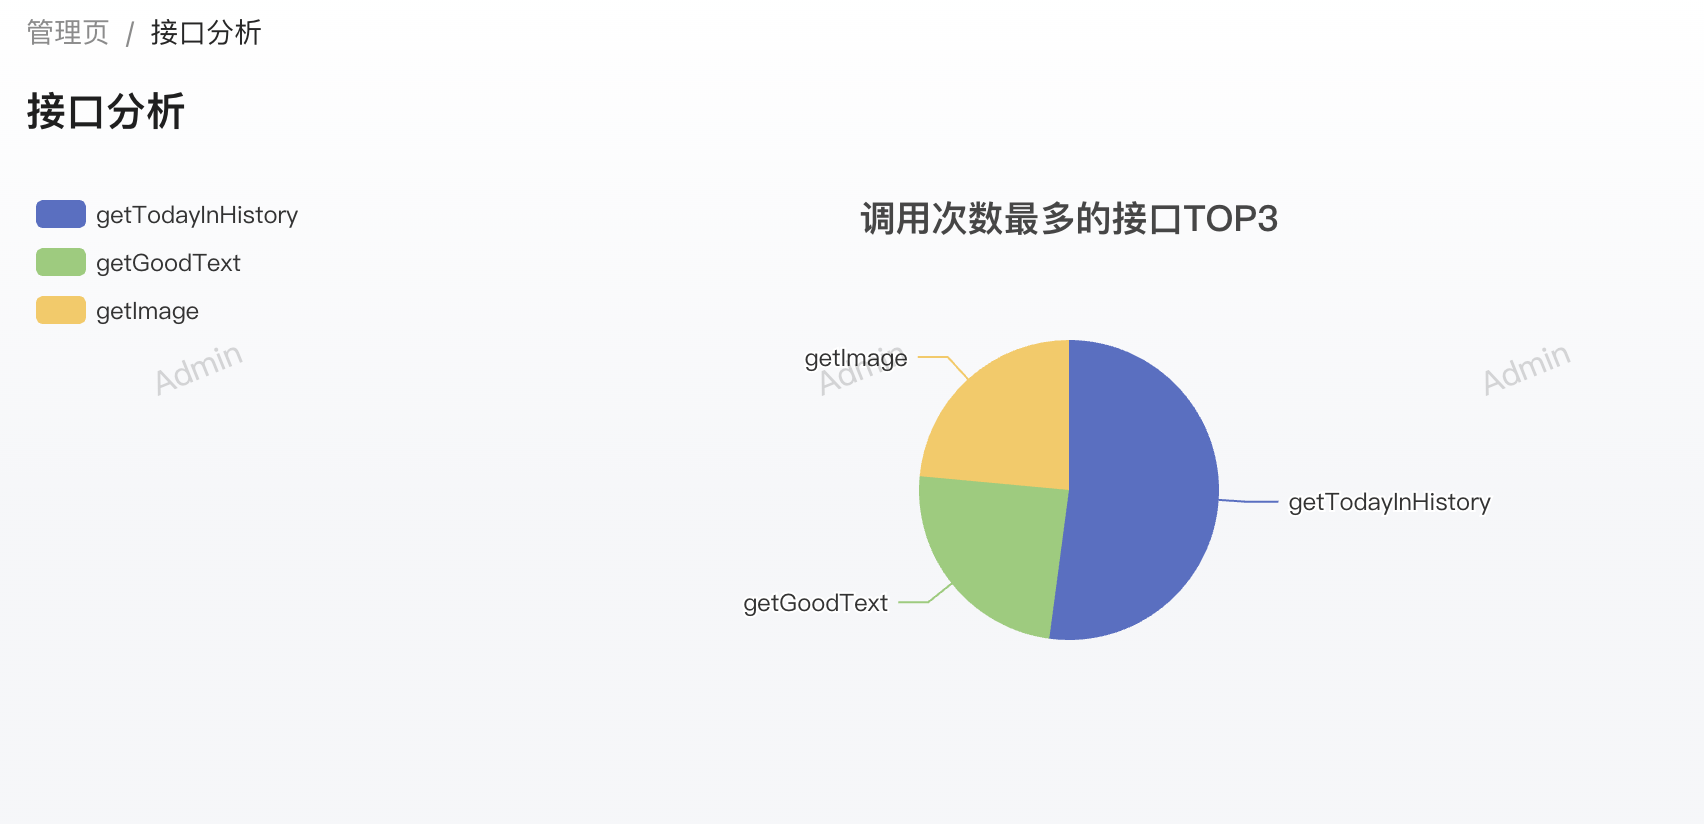 管理页 / 接口分析
接口分析
getTodayInHistory
getGoodText
getImage
调用次数最多的接口TOP3
Admin
getImage
Admin
Admin
getTodayInHistory
getGoodText